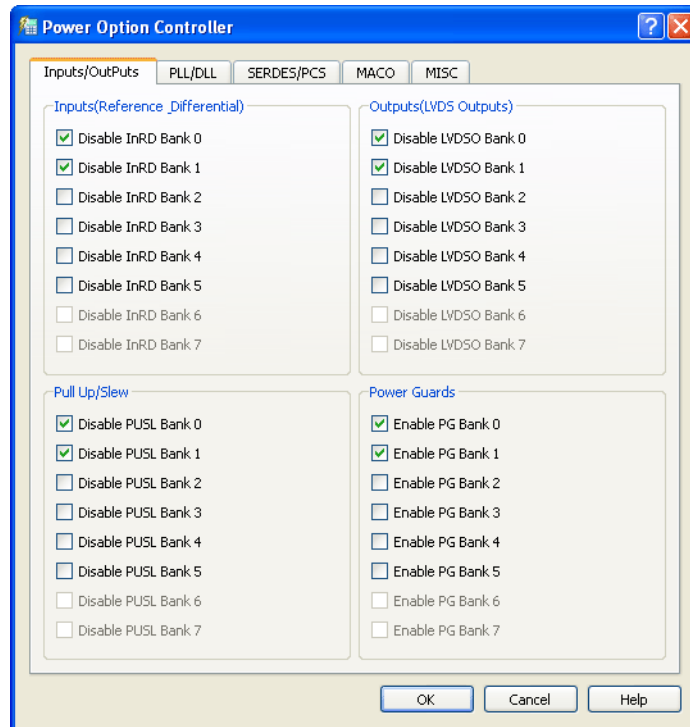 Power Option Controller
Inputs/OutPuts PLL/DLL SERDES/PCS MACO MISC
Inputs(Reference_Differential)
Disable InRD Bank 0
Disable InRD Bank 1
Disable InRD Bank 2
Disable InRD Bank 3
Disable InRD Bank 4
Disable InRD Bank 5
Disable InRD Bank 6
Disable InRD Bank 7
Outputs(LVDS Outputs)
Disable LVDSO Bank 0
Disable LVDSO Bank 1
Disable LVDSO Bank 2
Disable LVDSO Bank 3
Disable LVDSO Bank 4
Disable LVDSO Bank 5
Disable LVDSO Bank 6
Disable LVDSO Bank 7
Pull Up/Slew
Disable PUSL Bank 0
Disable PUSL Bank 1
Disable PUSL Bank 2
Disable PUSL Bank 3
Disable PUSL Bank 4
Disable PUSL Bank 5
Disable PUSL Bank 6
Disable PUSL Bank 7
Power Guards
Enable PG Bank 0
Enable PG Bank 1
Enable PG Bank 2
Enable PG Bank 3
Enable PG Bank 4
Enable PG Bank 5
Enable PG Bank 6
Enable PG Bank 7
OK Cancel Help